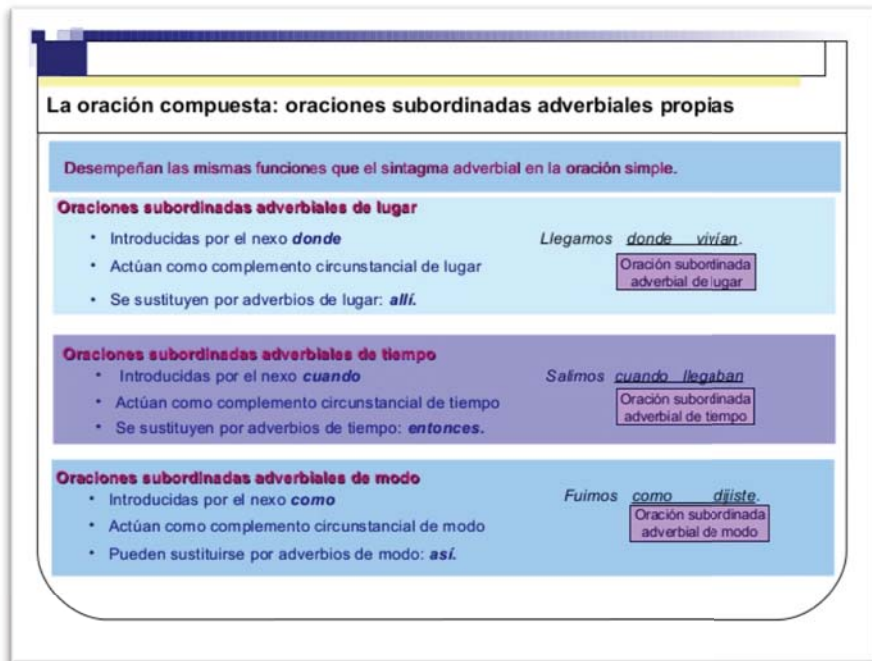 La oración compuesta: oraciones subordinadas adverbiales propias
Desempeñan las mismas funciones que el sintagma adverbial en la oración simple.
Oraciones subordinadas adverbiales de lugar
• Introducidas por el nexo donde
• Actúan como complemento circunstancial de lugar
• Se sustituyen por adverbios de lugar: allí.
Llegamos donde vivían.
Oración subordinada
adverbial de lugar
Oraciones subordinadas adverbiales de tiempo
• Introducidas por el nexo cuando
• Actúan como complemento circunstancial de tiempo
• Se sustituyen por adverbios de tiempo: entonces.
Salimos cuando llegaban
Oración subordinada
adverbial de tiempo
Oraciones subordinadas adverbiales de modo
• Introducidas por el nexo como
• Actúan como complemento circunstancial de modo
• Pueden sustituirse por adverbios de modo: así.
Fuimos como dijiste.
Oración subordinada
adverbial de modo